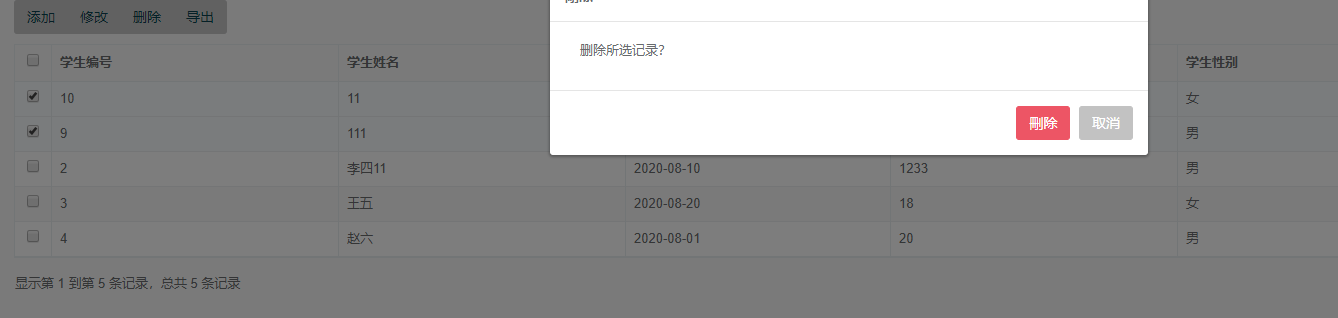 添加 修改 删除 导出
删除所选记录?
刪除 取消
学生编号 学生姓名 学生性别
10 11 女
9 111 男
2 李四11 2020-08-10 1233 男
3 王五 2020-08-20 18 女
4 赵六 2020-08-01 20 男
显示第 1 到第 5 条记录，总共 5 条记录